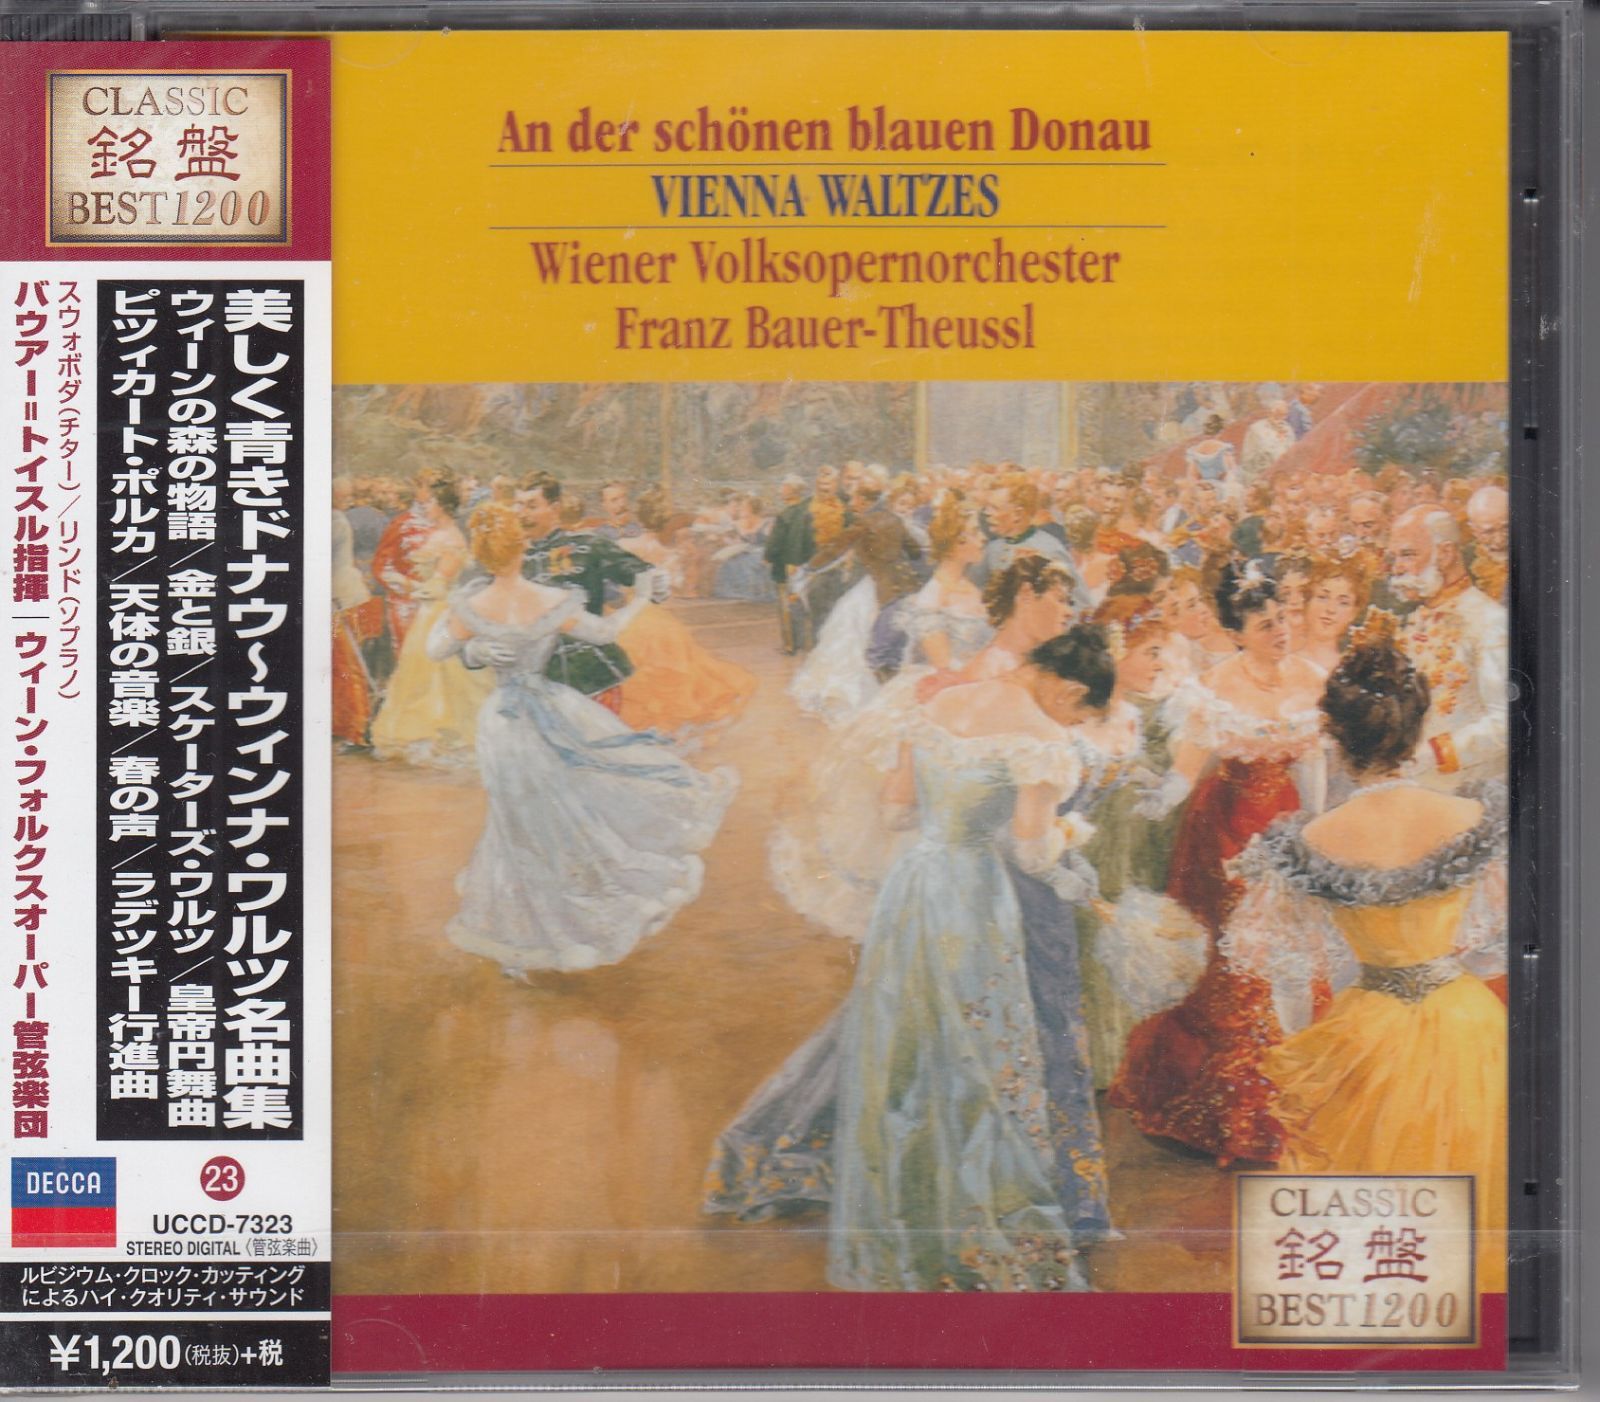 CLASSIC
銘盤
BEST 1200
美しく青きドナウ〜ウィンナ・ワルツ名曲集
ウィーンの森の物語／金と銀／スケーターズ・ワルツ／皇帝円舞曲
ピツィカート・ポルカ／天体の音楽／春の声／ラデツキー行進曲
スウォボダ(チター)／リンド(ソプラノ)
バウアー=トイスル指揮｜ウィーン・フォルクスオーパー管弦楽団
DECCA
23
UCCD-7323
STEREO DIGITAL〈管弦楽曲〉
ルビジウム・クロック・カッティング
によるハイ・クオリティ・サウンド
¥1,200(税抜)+税
An der schönen blauen Donau
VIENNA WALTZES
Wiener Volksopernorchester
Franz Bauer-Theussl
CLASSIC
銘盤
BEST 1200